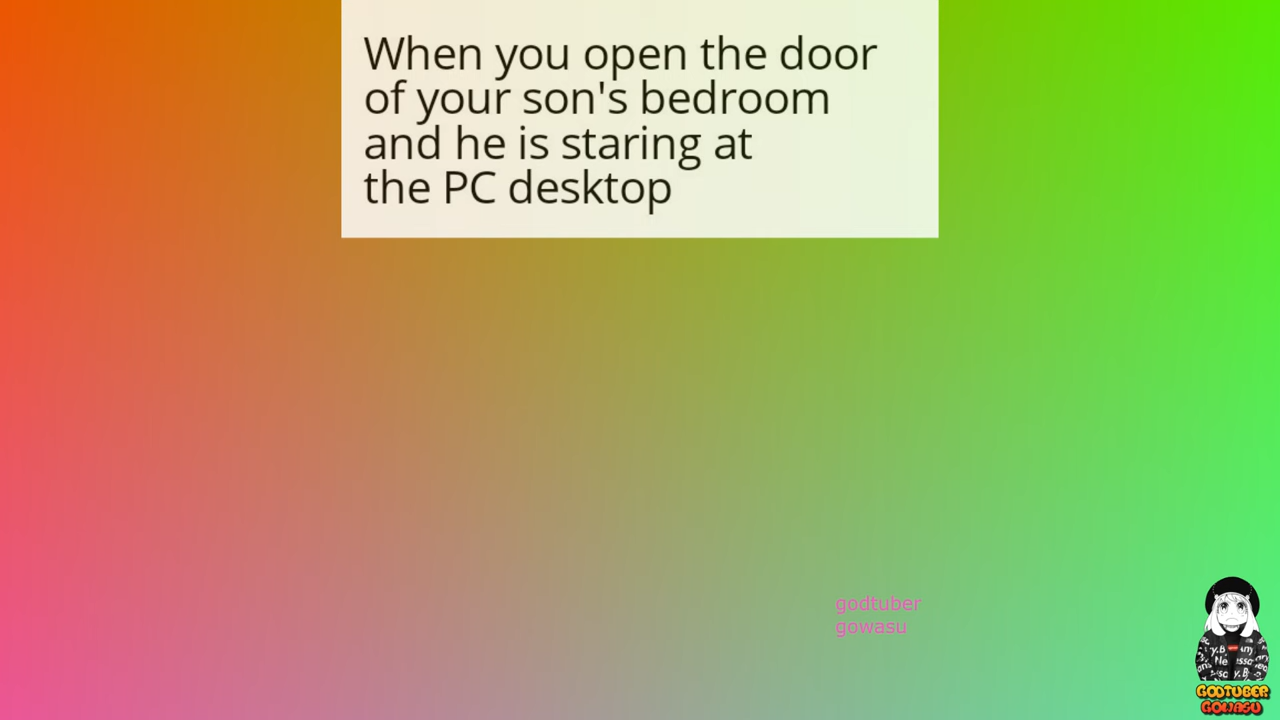 When you open the door
of your son's bedroom
and he is staring at
the PC desktop
godtuber
gowasu
GODTUBER
GOWASU